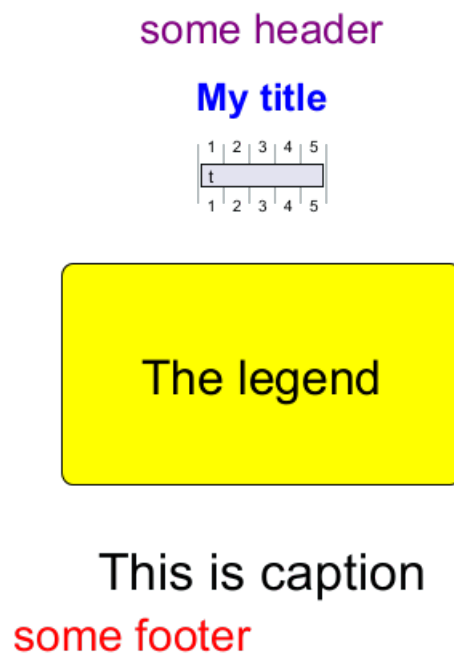 some header
My title
1 2 3 4 5
t
1 2 3 4 5
The legend
This is caption
some footer